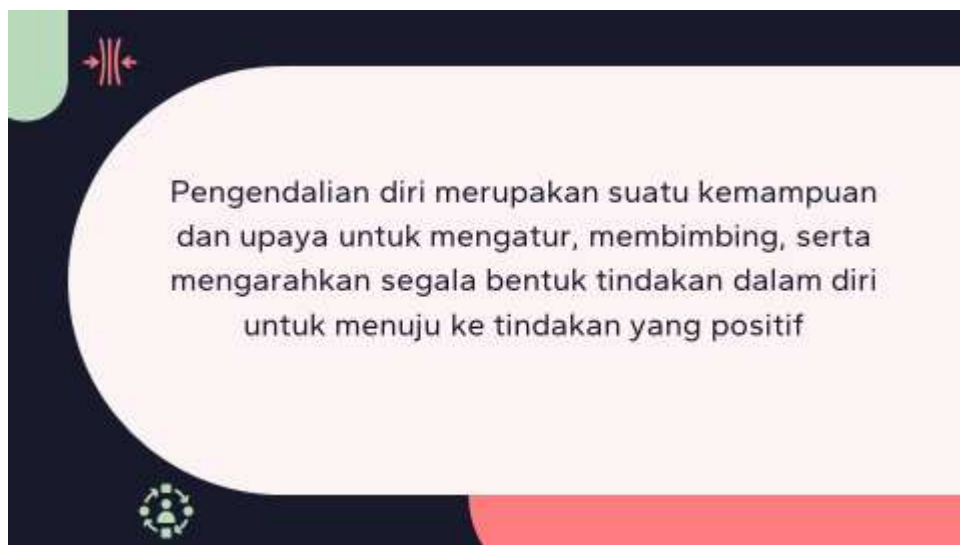 Pengendalian diri merupakan suatu kemampuan
dan upaya untuk mengatur, membimbing, serta
mengarahkan segala bentuk tindakan dalam diri
untuk menuju ke tindakan yang positif